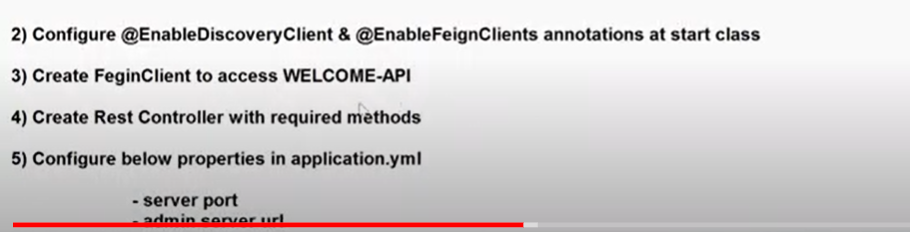 2) Configure @EnableDiscoveryClient & @EnableFeignClients annotations at start class
3) Create FeginClient to access WELCOME-API
4) Create Rest Controller with required methods
5) Configure below properties in application.yml
- server port
- admin server url